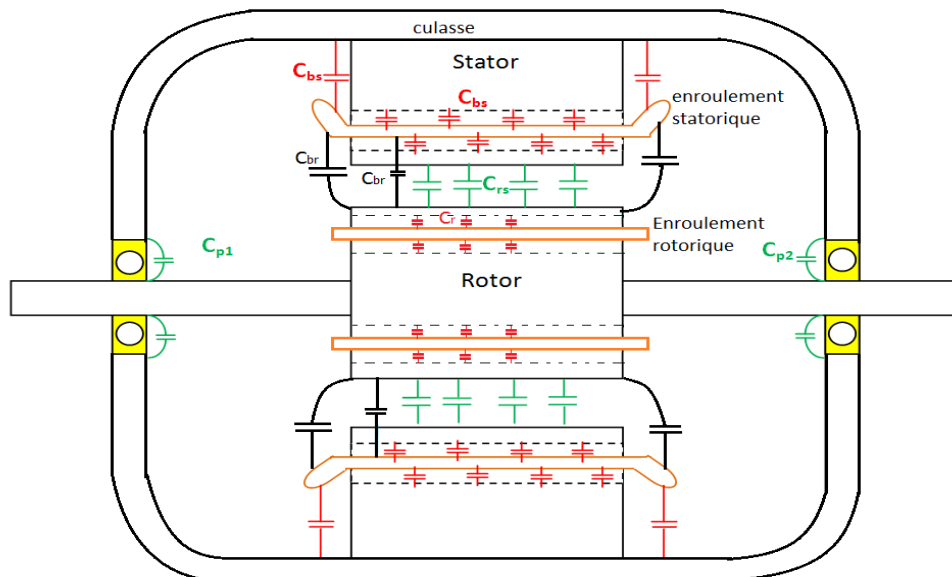 culasse
Stator
Cbs
Cbs
enroulement
statorique
Cbr
Cbr
Crs
Cr
Enroulement
rotorique
Cp1
Cp2
Rotor